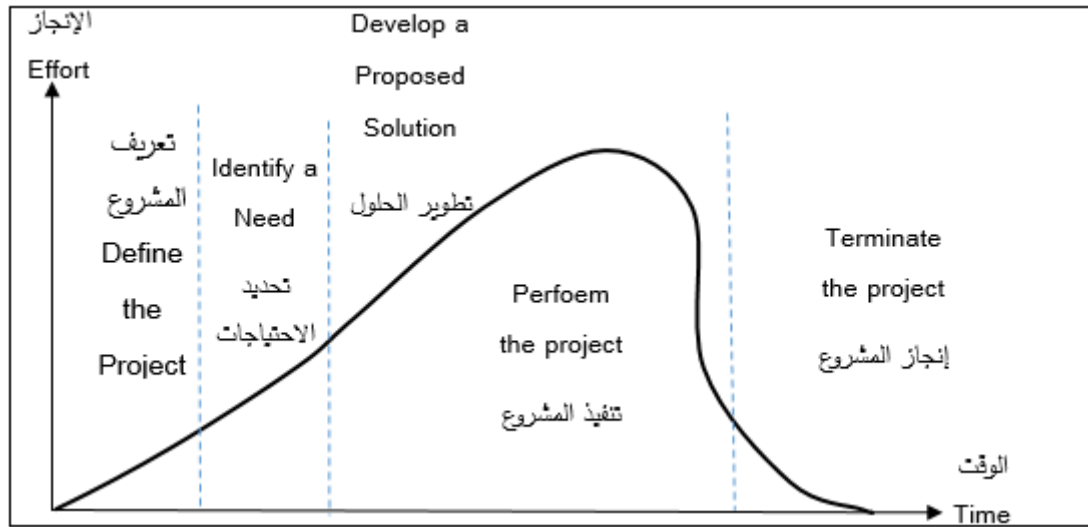 الإنجاز
Effort
تعريف
المشروع
Define
the
Project
Identify a
Need
تحديد
الاحتياجات
Develop a
Proposed
Solution
تطوير الحلول
Perfoem
the project
تنفيذ المشروع
Terminate
the project
إنجاز المشروع
الوقت
Time